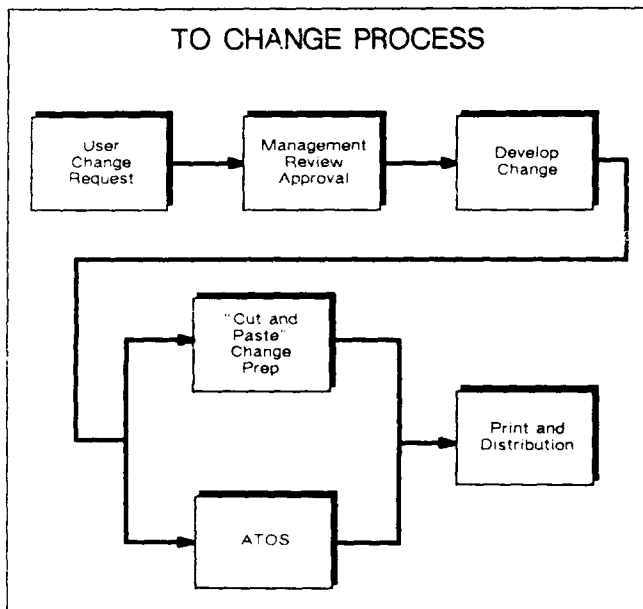 TO CHANGE PROCESS
User
Change
Request
Management
Review
Approval
Develop
Change
"Cut and
Paste"
Change
Prep
Print and
Distribution
ATOS